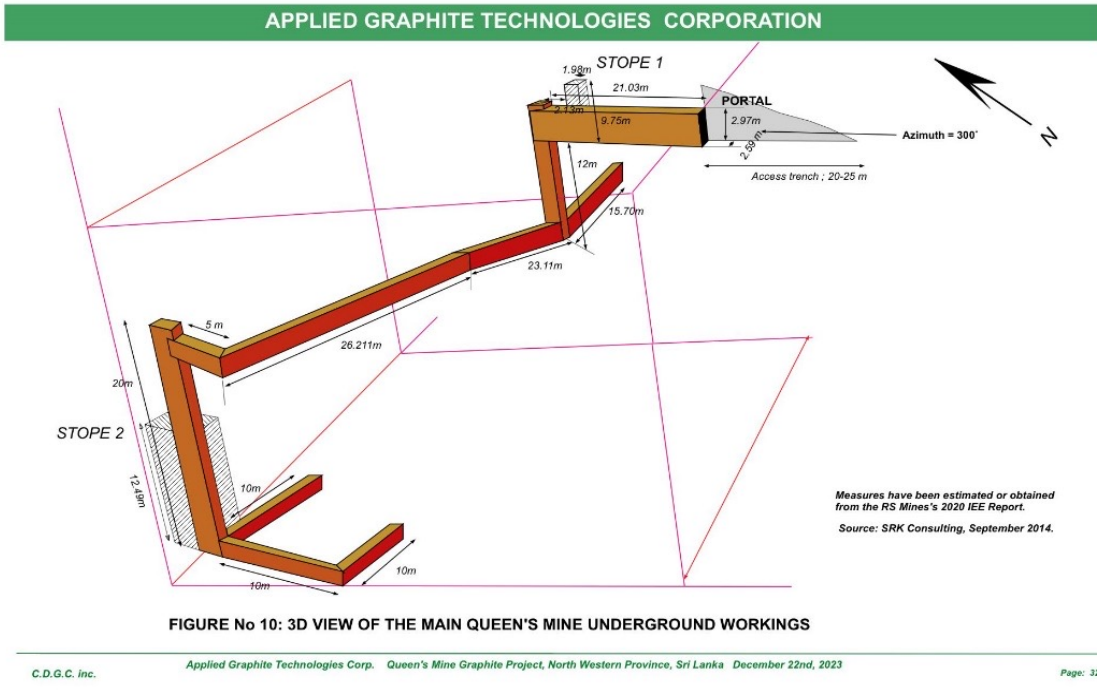 APPLIED GRAPHITE TECHNOLOGIES  CORPORATION
STOPE 1
1.98m
21.03m
2.13m
PORTAL
9.75m
2.97m
2.59 m
Azimuth = 300°
N
12m
Access trench ; 20-25 m
15.70m
23.11m
5 m
26.211m
20m
STOPE 2
12.49m
10m
10m
10m
Measures have been estimated or obtained
from the RS Mines's 2020 IEE Report.
Source: SRK Consulting, September 2014.
FIGURE No 10: 3D VIEW OF THE MAIN QUEEN'S MINE UNDERGROUND WORKINGS
C.D.G.C. inc.
Applied Graphite Technologies Corp.   Queen's Mine Graphite Project, North Western Province, Sri Lanka   December 22nd, 2023
Page: 32